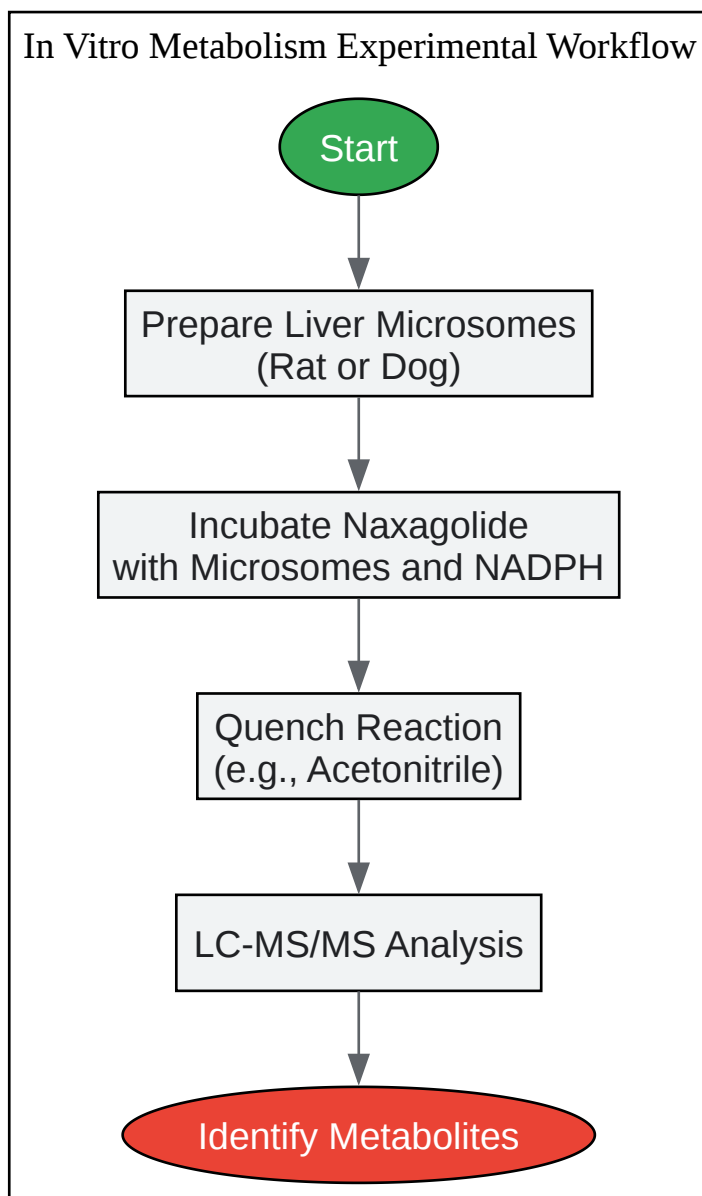 In Vitro Metabolism Experimental Workflow
Start
Prepare Liver Microsomes
(Rat or Dog)
Incubate Naxagolide
with Microsomes and NADPH
Quench Reaction
(e.g., Acetonitrile)
LC-MS/MS Analysis
Identify Metabolites